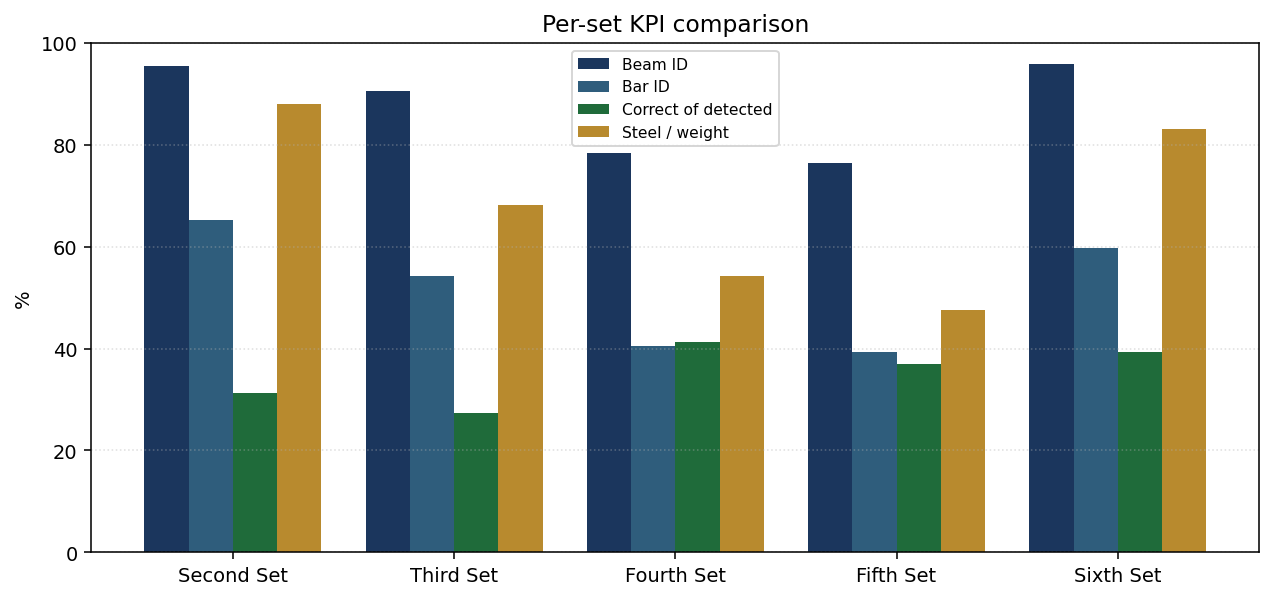 Per-set KPI comparison
Beam ID
Bar ID
Correct of detected
Steel / weight
100
80
60
40
20
0
%
Second Set
Third Set
Fourth Set
Fifth Set
Sixth Set